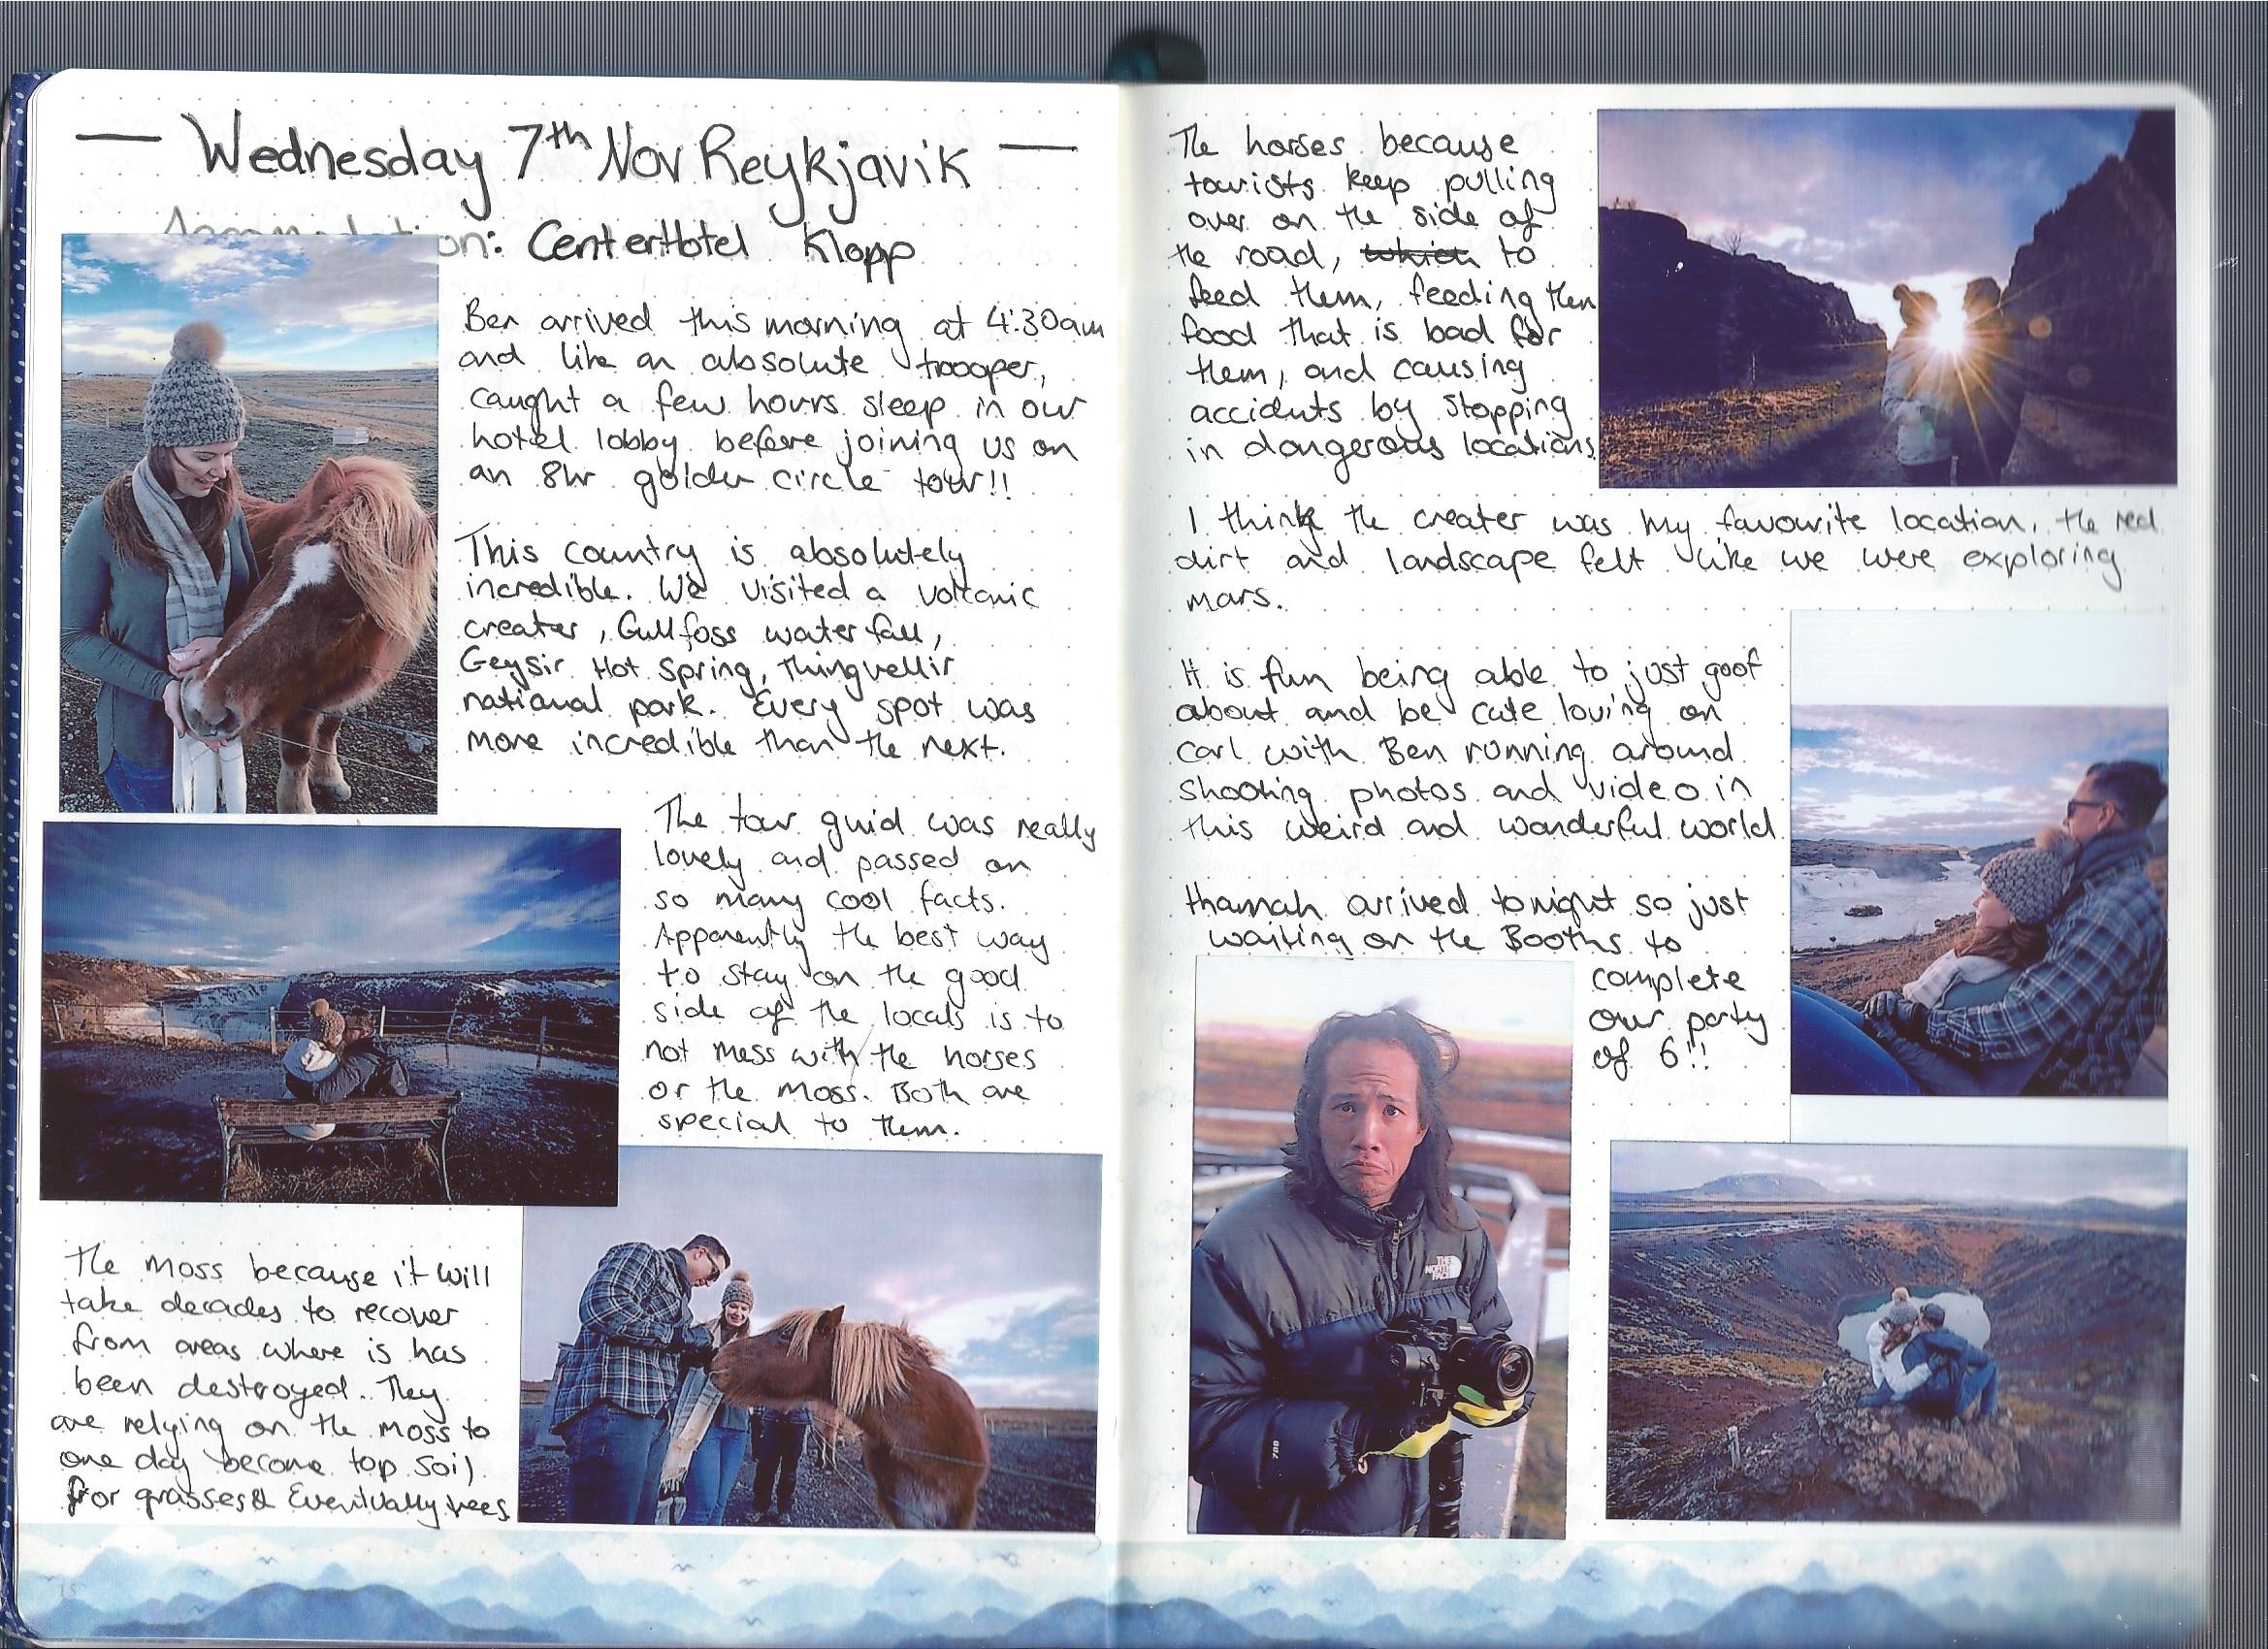 Wednesday 7th Nov Reykjavik
Accommodation: CenterHotel Klopp
Ben arrived this morning at 4:30am
and like an absolute troooper,
caught a few hours sleep in our
hotel lobby before joining us on
an 8hr golden circle tour!!
This country is absolutely
incredible. We visited a volcanic
creater, Gullfoss waterfall,
Geysir Hot Spring, Thingvellir
national park. Every spot was
more incredible than the next.
The tour guid was really
lovely and passed on
so many cool facts.
Apparently the best way
to stay on the good
side of the locals is to
not mess with the horses
or the moss. Both are
special to them.
The moss because it will
take decades to recover
from areas where is has
been destroyed. They
are relying on the moss to
one day become top soil
for grasses & Eventually trees
15
The horses because
tourists keep pulling
over on the side of
the road, which to
feed them, feeding them
food that is bad for
them, and causing
accidents by stopping
in dangerous locations.
I think the creater was my favourite location, the red
dirt and landscape felt like we were exploring
mars.
It is fun being able to just goof
about and be cute loving on
Carl with Ben running around
shooting photos and video in
this weird and wonderful world
Hannah arrived tonight so just
waiting on the Booths to
complete
our party
of 6!!
THE
NORTH
FACE
700